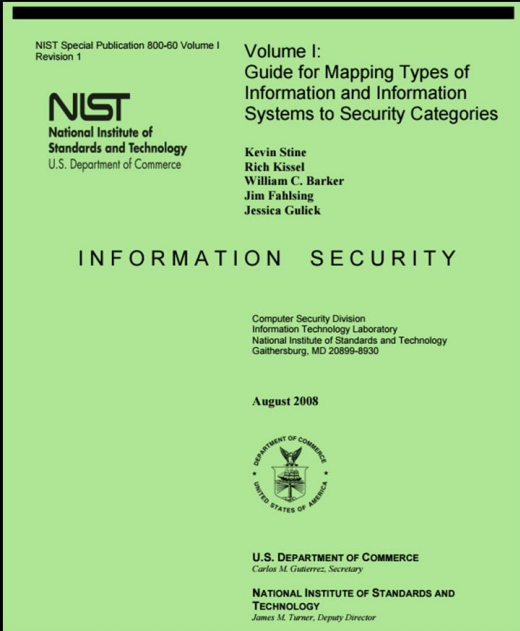 NIST Special Publication 800-60 Volume I
Revision 1
NIST
National Institute of
Standards and Technology
U.S. Department of Commerce
Volume I:
Guide for Mapping Types of
Information and Information
Systems to Security Categories
Kevin Stine
Rich Kissel
William C. Barker
Jim Fahlsing
Jessica Gulick
INFORMATION SECURITY
Computer Security Division
Information Technology Laboratory
National Institute of Standards and Technology
Gaithersburg, MD 20899-8930
August 2008
DEPARTMENT OF COMMERCE
UNITED STATES OF AMERICA
U.S. DEPARTMENT OF COMMERCE
Carlos M. Gutierrez, Secretary
NATIONAL INSTITUTE OF STANDARDS AND
TECHNOLOGY
James M. Turner, Deputy Director